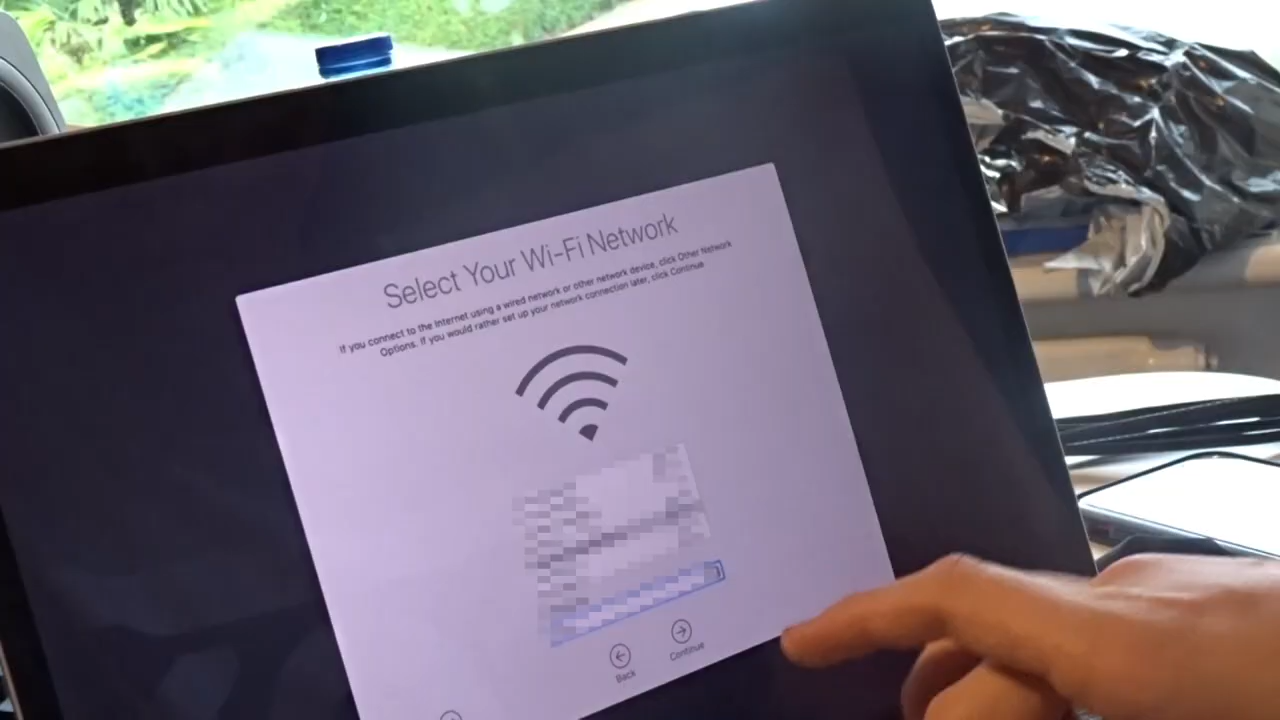 Select Your Wi-Fi Network
If you connect to the Internet using a wired network or other network device, click Other Network
Options. If you would rather set up your network connection later, click Continue
Back
Continue